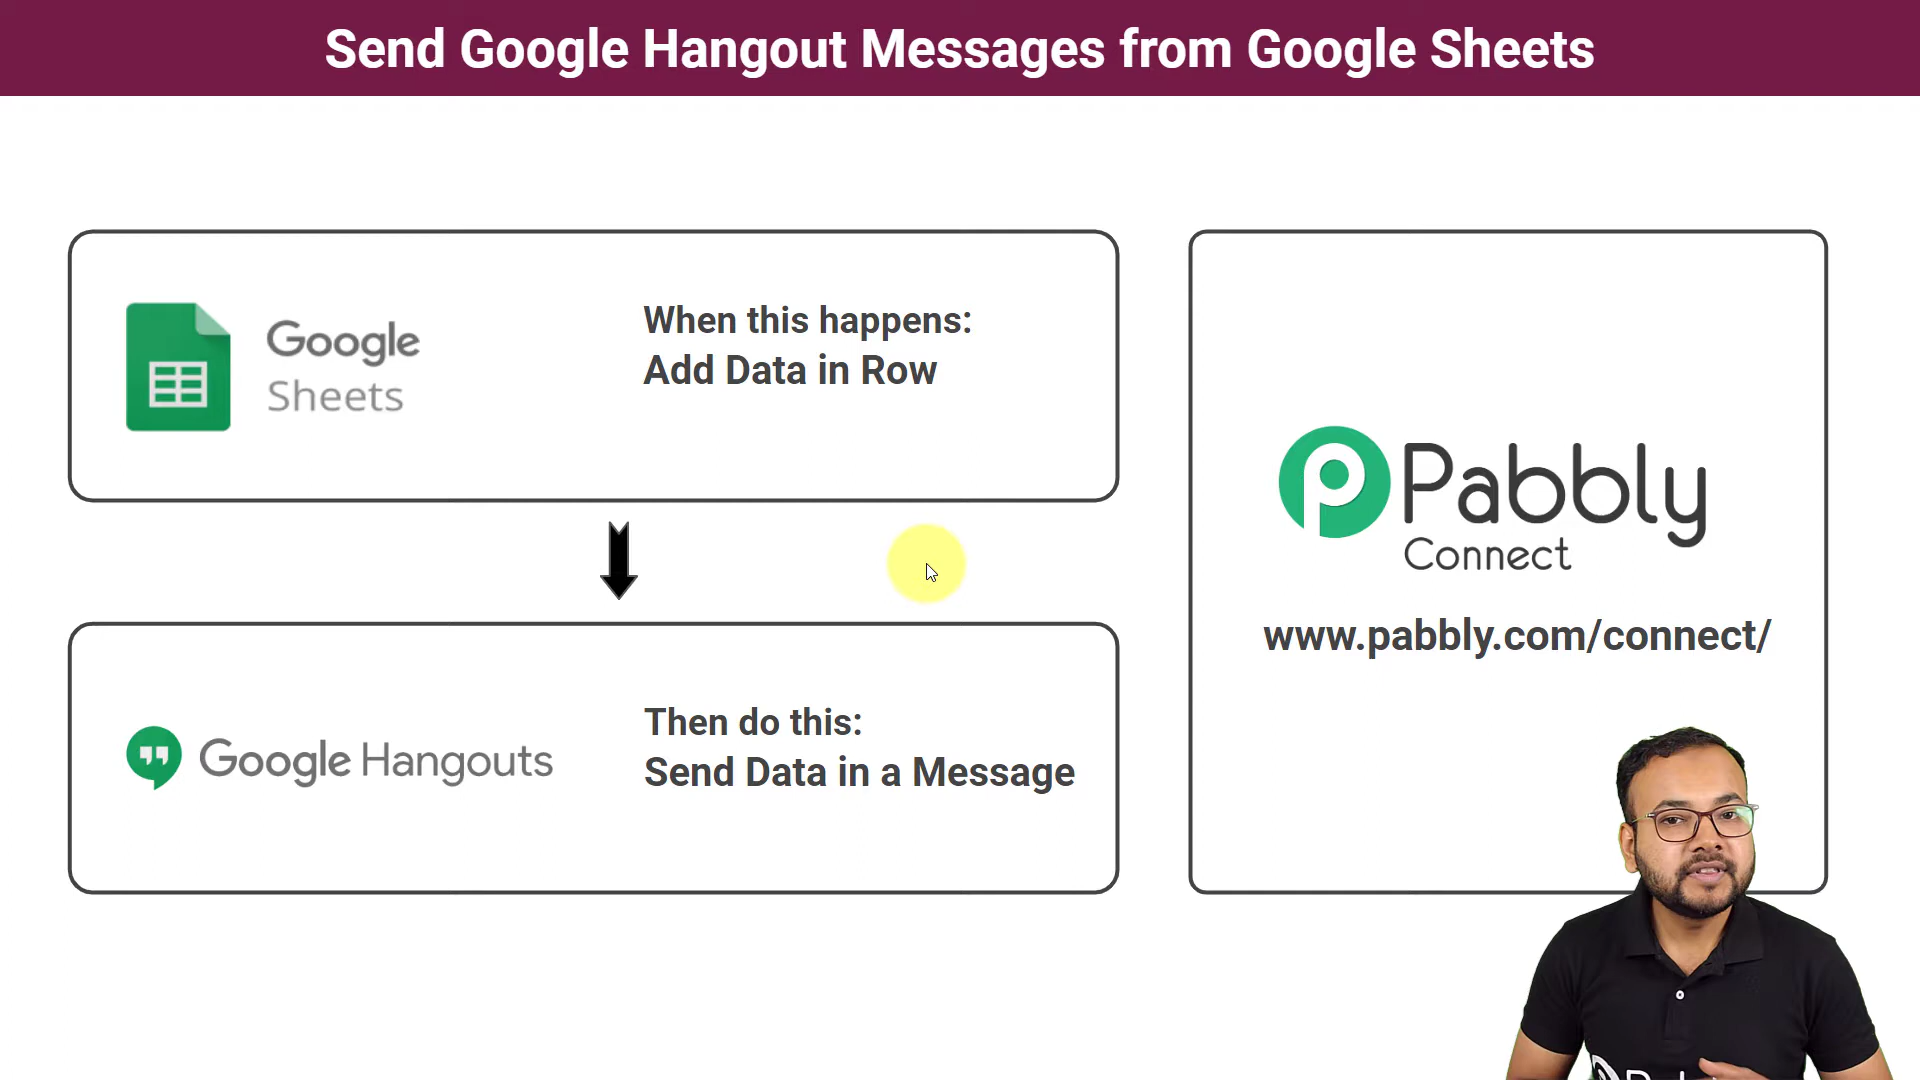 Send Google Hangout Messages from Google Sheets
Google
Sheets
When this happens:
Add Data in Row
Google Hangouts
Then do this:
Send Data in a Message
Pabbly
Connect
www.pabbly.com/connect/